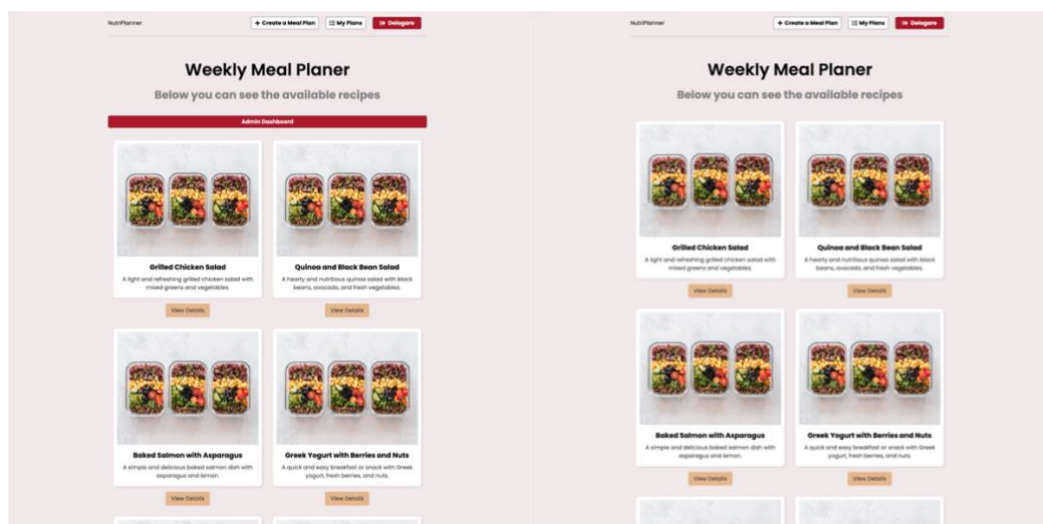 NutriPlanner
+ Create a Meal Plan
My Plans
Delogare
Weekly Meal Planer
Below you can see the available recipes
Admin Dashboard
Grilled Chicken Salad
A light and refreshing grilled chicken salad with
mixed greens and vegetables.
View Details
Quinoa and Black Bean Salad
A hearty and nutritious quinoa salad with black
beans, avocado, and fresh vegetables.
View Details
Baked Salmon with Asparagus
A simple and delicious baked salmon dish with
asparagus and lemon.
View Details
Greek Yogurt with Berries and Nuts
A quick and easy breakfast or snack with Greek
yogurt, fresh berries, and nuts.
View Details
NutriPlanner
+ Create a Meal Plan
My Plans
Delogare
Weekly Meal Planer
Below you can see the available recipes
Grilled Chicken Salad
A light and refreshing grilled chicken salad with
mixed greens and vegetables.
View Details
Quinoa and Black Bean Salad
A hearty and nutritious quinoa salad with black
beans, avocado, and fresh vegetables.
View Details
Baked Salmon with Asparagus
A simple and delicious baked salmon dish with
asparagus and lemon.
View Details
Greek Yogurt with Berries and Nuts
A quick and easy breakfast or snack with Greek
yogurt, fresh berries, and nuts.
View Details